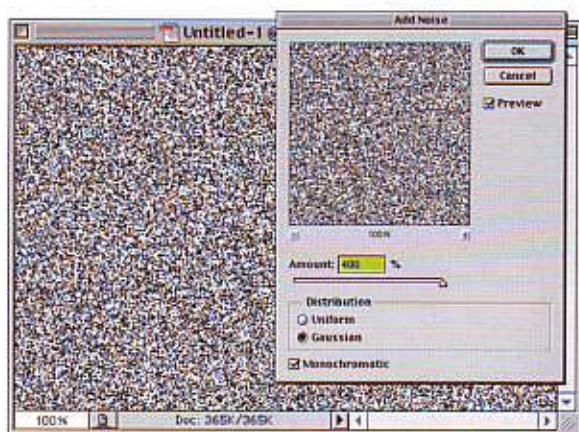 Untitled-1 @
Add Noise
OK
Cancel
Preview
100%
Amount: 400 %
Distribution
Uniform
Gaussian
Monochromatic
100%
Doc: 365K/365K